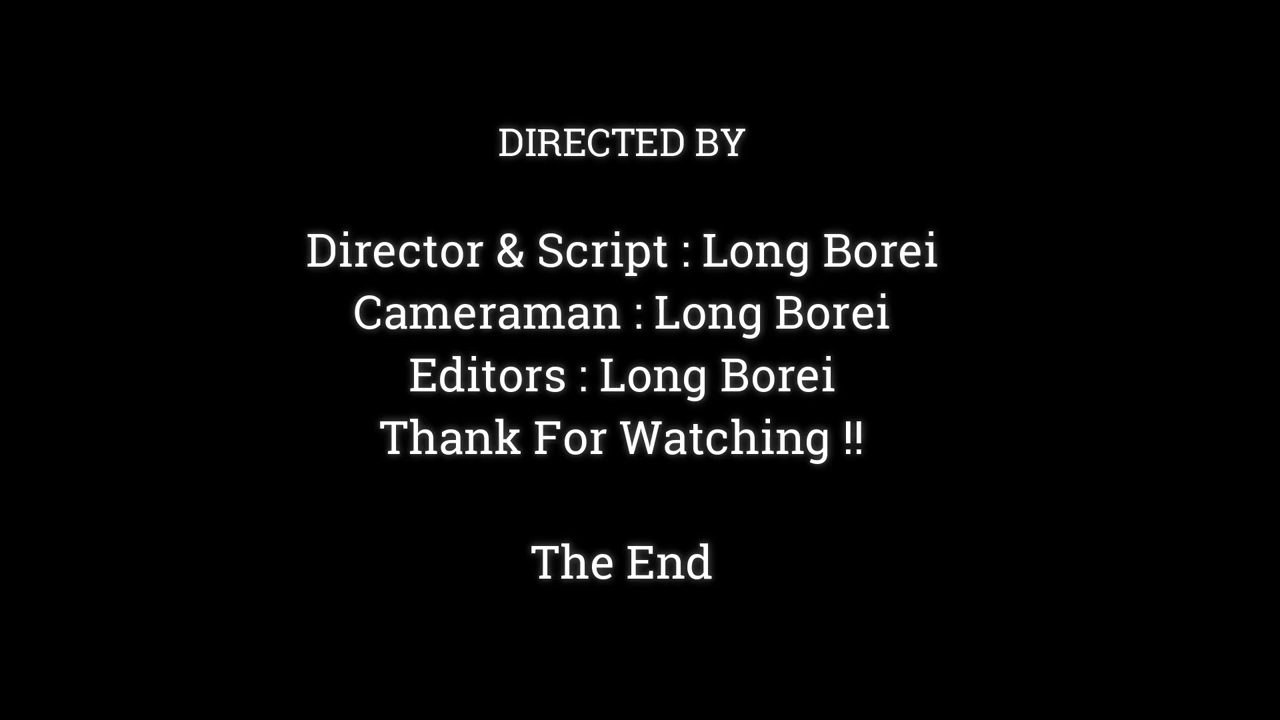 DIRECTED BY
Director & Script : Long Borei
Cameraman : Long Borei
Editors : Long Borei
Thank For Watching !!
The End